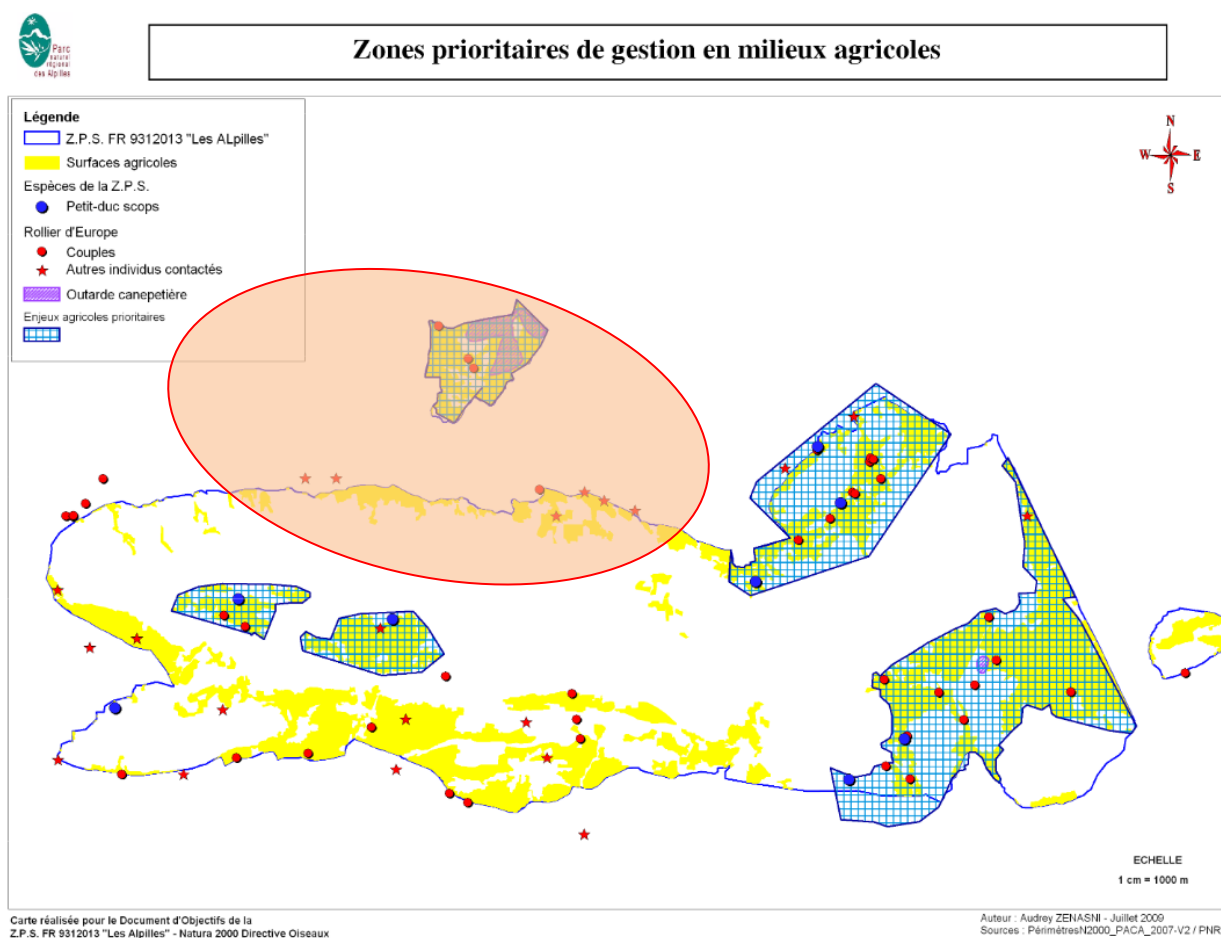 Parc
naturel
régional
des Alpilles
Zones prioritaires de gestion en milieux agricoles
Légende
Z.P.S. FR 9312013 "Les ALpilles"
Surfaces agricoles
Espèces de la Z.P.S.
Petit-duc scops
Rollier d'Europe
Couples
Autres individus contactés
Outarde canepetière
Enjeux agricoles prioritaires
N
W E
S
ECHELLE
1 cm = 1000 m
Carte réalisée pour le Document d'Objectifs de la
Z.P.S. FR 9312013 "Les Alpilles" - Natura 2000 Directive Oiseaux
Auteur : Audrey ZENASNI - Juillet 2009
Sources : PérimètresN2000_PACA_2007-V2 / PNR